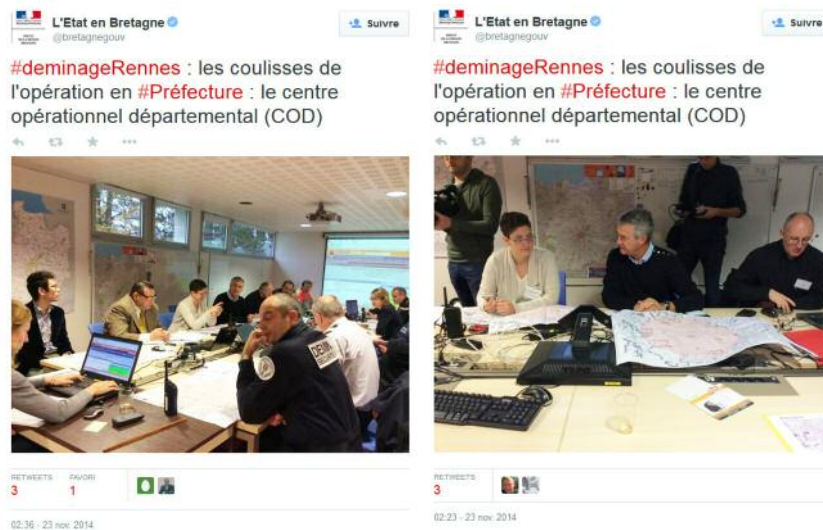 L'Etat en Bretagne
@bretagnegouv
Suivre
#deminageRennes : les coulisses de
l'opération en #Préfecture : le centre
opérationnel départemental (COD)
DEMIN
RETWEETS FAVORI
3 1
02:36 - 23 nov. 2014
L'Etat en Bretagne
@bretagnegouv
Suivre
#deminageRennes : les coulisses de
l'opération en #Préfecture : le centre
opérationnel départemental (COD)
RETWEETS
3
02:23 - 23 nov. 2014